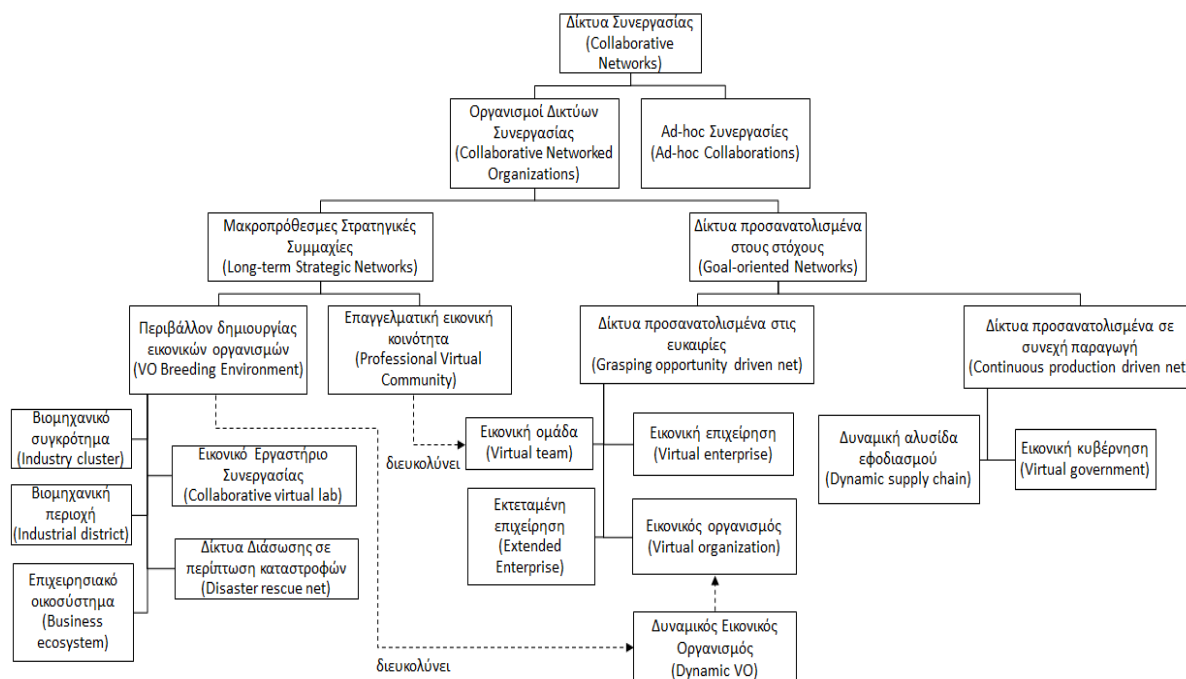 Δίκτυα Συνεργασίας
(Collaborative
Networks)
Οργανισμοί Δικτύων
Συνεργασίας
(Collaborative Networked
Organizations)
Ad-hoc Συνεργασίες
(Ad-hoc Collaborations)
Μακροπρόθεσμες Στρατηγικές
Συμμαχίες
(Long-term Strategic Networks)
Δίκτυα προσανατολισμένα
στους στόχους
(Goal-oriented Networks)
Περιβάλλον δημιουργίας
εικονικών οργανισμών
(VO Breeding Environment)
Επαγγελματική εικονική
κοινότητα
(Professional Virtual
Community)
Δίκτυα προσανατολισμένα στις
ευκαιρίες
(Grasping opportunity driven net)
Δίκτυα προσανατολισμένα σε
συνεχή παραγωγή
(Continuous production driven net)
Βιομηχανικό
συγκρότημα
(Industry cluster)
Εικονικό Εργαστήριο
Συνεργασίας
(Collaborative virtual lab)
Βιομηχανική
περιοχή
(Industrial district)
Δίκτυα Διάσωσης σε
περίπτωση καταστροφών
(Disaster rescue net)
Επιχειρησιακό
οικοσύστημα
(Business
ecosystem)
διευκολύνει
Εικονική ομάδα
(Virtual team)
Εικονική επιχείρηση
(Virtual enterprise)
Εκτεταμένη
επιχείρηση
(Extended
Enterprise)
Εικονικός οργανισμός
(Virtual organization)
Δυναμική αλυσίδα
εφοδιασμού
(Dynamic supply chain)
Εικονική κυβέρνηση
(Virtual government)
διευκολύνει
Δυναμικός Εικονικός
Οργανισμός
(Dynamic VO)